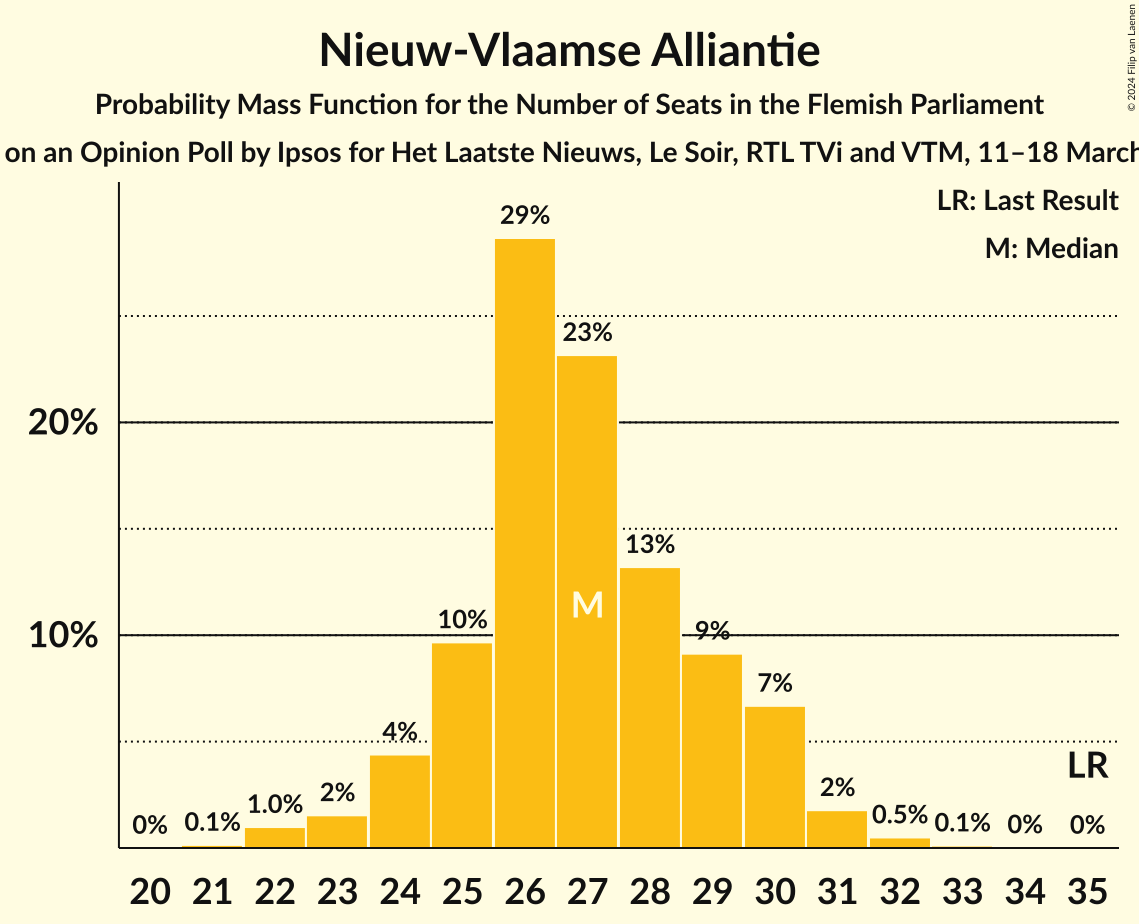 Nieuw-Vlaamse Alliantie
Probability Mass Function for the Number of Seats in the Flemish Parliament
on an Opinion Poll by Ipsos for Het Laatste Nieuws, Le Soir, RTL TVi and VTM, 11–18 March
© 2024 Filip van Laenen
LR: Last Result
M: Median
29%
23%
20%
13%
M
10%
10%
9%
7%
4%
LR
2%
2%
1.0%
0.5%
0% 0.1% 0.1% 0% 0%
20 21 22 23 24 25 26 27 28 29 30 31 32 33 34 35